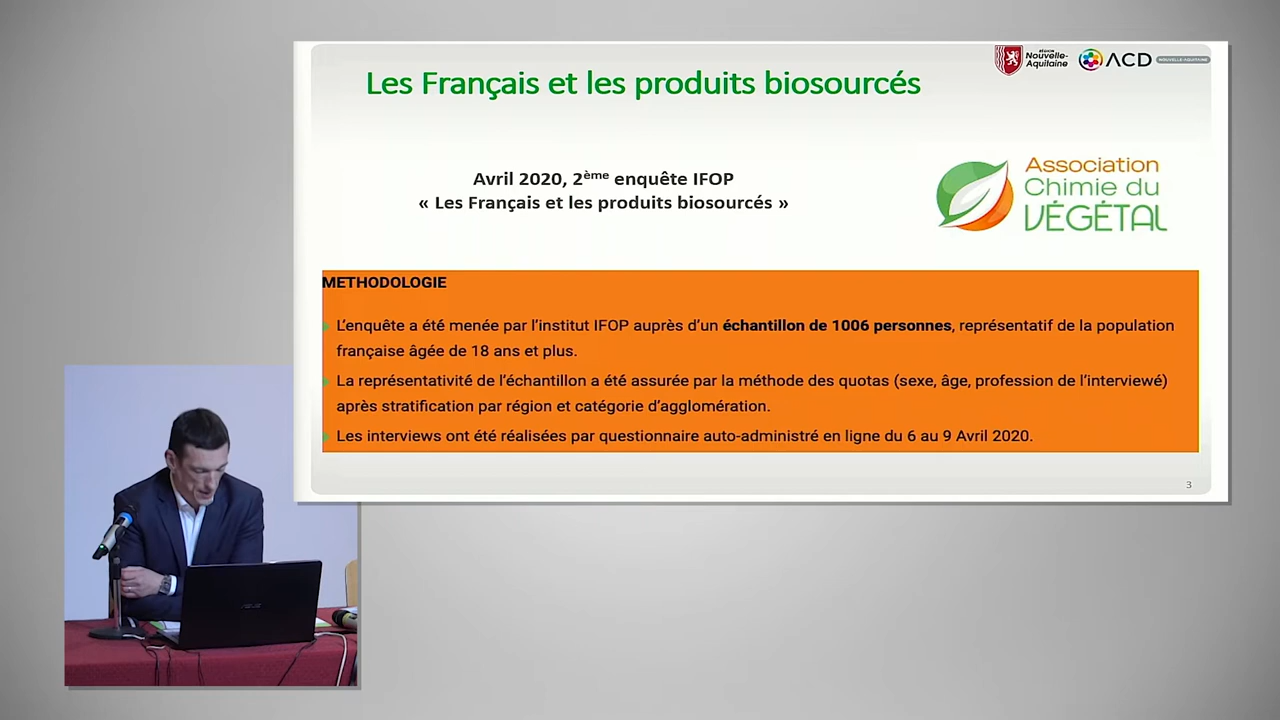 RÉGION
Nouvelle-
Aquitaine
ACD
NOUVELLE-AQUITAINE
Les Français et les produits biosourcés
Avril 2020, 2ème enquête IFOP
« Les Français et les produits biosourcés »
Association
Chimie du
VÉGÉTAL
METHODOLOGIE
L’enquête a été menée par l’institut IFOP auprès d’un échantillon de 1006 personnes, représentatif de la population
française âgée de 18 ans et plus.
La représentativité de l’échantillon a été assurée par la méthode des quotas (sexe, âge, profession de l’interviewé)
après stratification par région et catégorie d’agglomération.
Les interviews ont été réalisées par questionnaire auto-administré en ligne du 6 au 9 Avril 2020.
3
ASUS